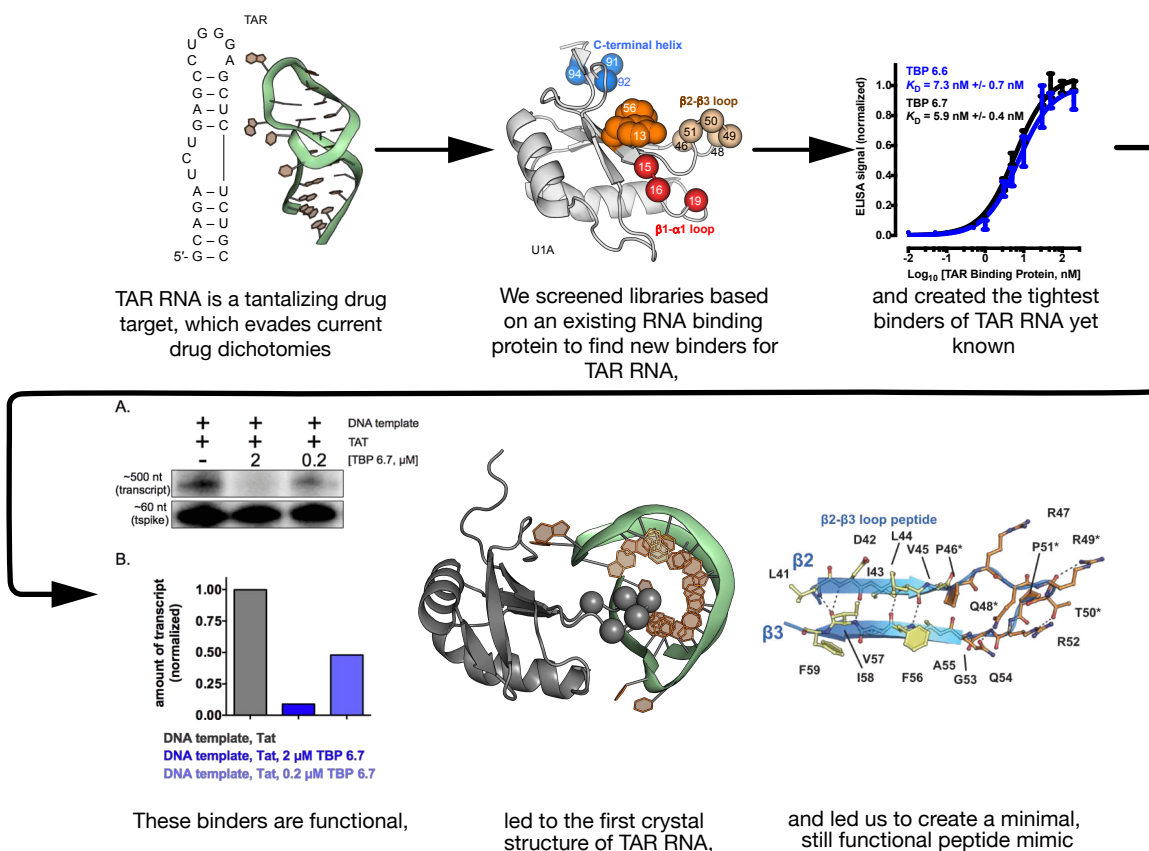 TAR
G G
G G
U A
C – G
C – G
G – C
A – U
G – C
U
C
U
A – U
G – C
A – U
C – G
5'- G – C
C-terminal helix
91
94
92
56
13
β2-β3 loop
50
51
49
46
48
15
16
19
β1-α1 loop
U1A
TBP 6.6
KD = 7.3 nM +/- 0.7 nM
TBP 6.7
KD = 5.9 nM +/- 0.4 nM
ELISA signal (normalized)
1.0
0.8
0.6
0.4
0.2
0.0
-2 -1 0 1 2
Log10 [TAR Binding Protein, nM]
TAR RNA is a tantalizing drug
target, which evades current
drug dichotomies
We screened libraries based
on an existing RNA binding
protein to find new binders for
TAR RNA,
and created the tightest
binders of TAR RNA yet
known
A.
+ + + DNA template
+ + + TAT
- 2 0.2 [TBP 6.7, µM]
~500 nt
(transcript)
~60 nt
(tspike)
B.
amount of transcript
(normalized)
1.00
0.75
0.50
0.25
0.00
DNA template, Tat
DNA template, Tat, 2 µM TBP 6.7
DNA template, Tat, 0.2 µM TBP 6.7
β2-β3 loop peptide
R47
D42
L44
V45
P46*
P51*
R49*
β2
L41
I43
Q48*
T50*
β3
R52
F59
V57
I58
F56
A55
G53
Q54
These binders are functional,
led to the first crystal
structure of TAR RNA,
and led us to create a minimal,
still functional peptide mimic